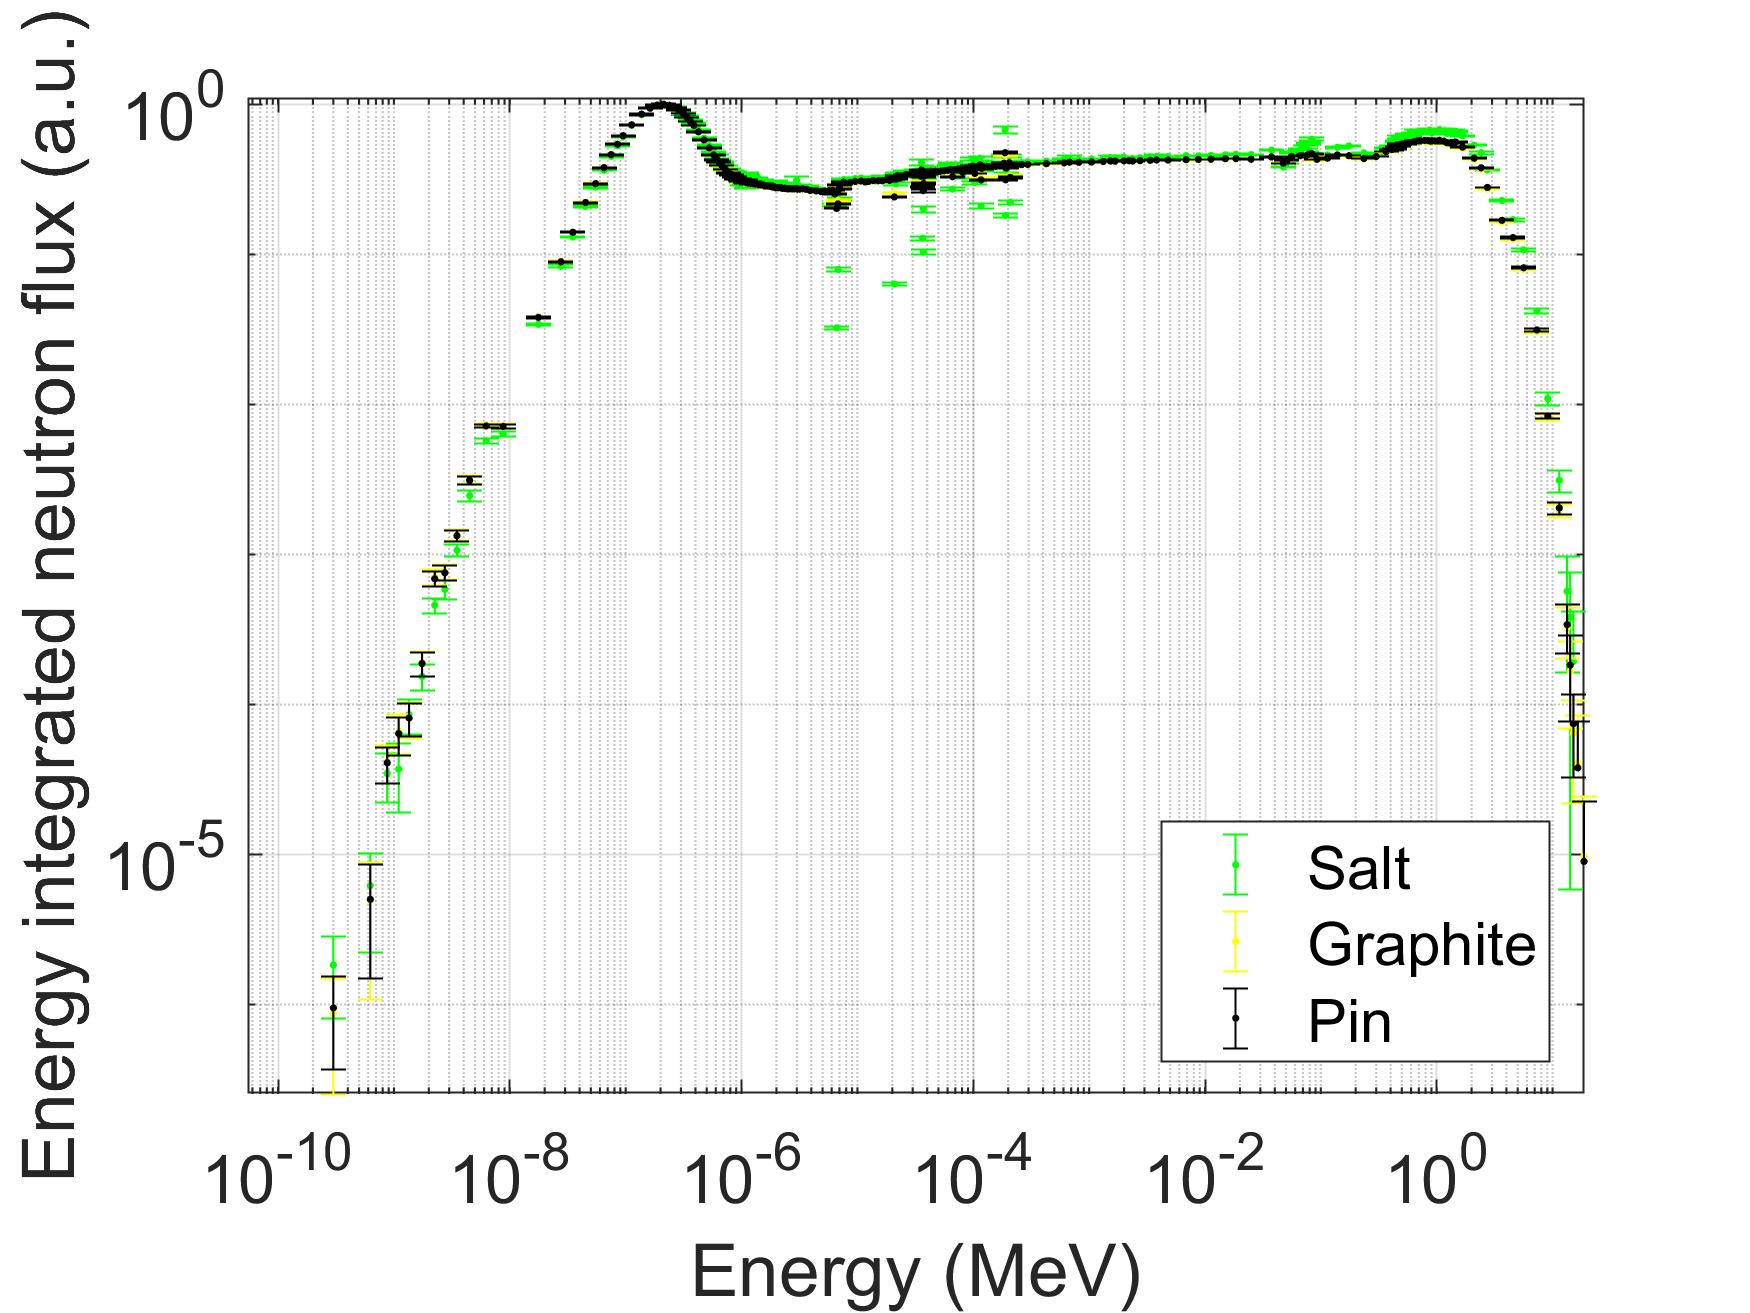 Energy integrated neutron flux (a.u.)
10^0
10^-5
Salt
Graphite
Pin
10^-10 10^-8 10^-6 10^-4 10^-2 10^0
Energy (MeV)